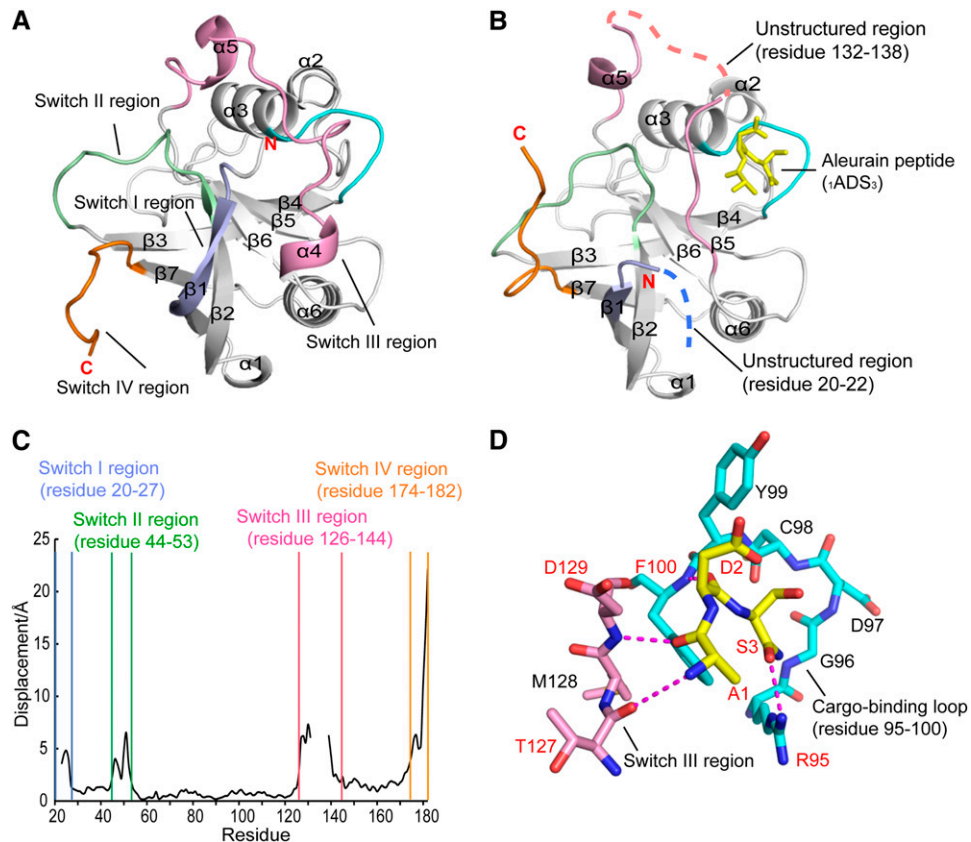 A
α5
α2
α3
N
Switch II region
Switch I region
β4
β5
β6
β3
β7
β1
β2
α4
α6
α1
C
Switch III region
Switch IV region
B
Unstructured region
(residue 132-138)
α5
α2
α3
C
Aleurain peptide
(₁ADS₃)
β4
β5
β6
β3
β7
N
β1
β2
α6
α1
Unstructured region
(residue 20-22)
C
Switch I region
(residue 20-27)
Switch IV region
(residue 174-182)
Switch II region
(residue 44-53)
Switch III region
(residue 126-144)
Displacement/Å
25
20
15
10
5
0
20 40 60 80 100 120 140 160 180
Residue
D
Y99
C98
D129
F100
D2
D97
S3
G96
M128
A1
Cargo-binding loop
(residue 95-100)
T127
Switch III region
R95